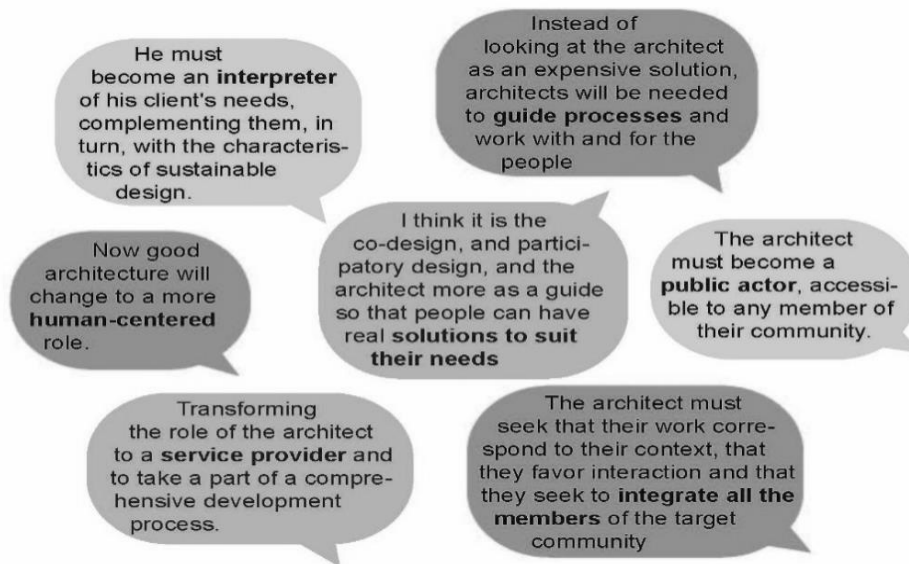 He must
become an interpreter
of his client's needs,
complementing them, in
turn, with the characteris-
tics of sustainable
design.
Instead of
looking at the architect
as an expensive solution,
architects will be needed
to guide processes and
work with and for the
people
Now good
architecture will
change to a more
human-centered
role.
I think it is the
co-design, and partici-
patory design, and the
architect more as a guide
so that people can have
real solutions to suit
their needs
The architect
must become a
public actor, accessi-
ble to any member of
their community.
Transforming
the role of the architect
to a service provider and
to take a part of a compre-
hensive development
process.
The architect must
seek that their work corre-
spond to their context, that
they favor interaction and that
they seek to integrate all the
members of the target
community